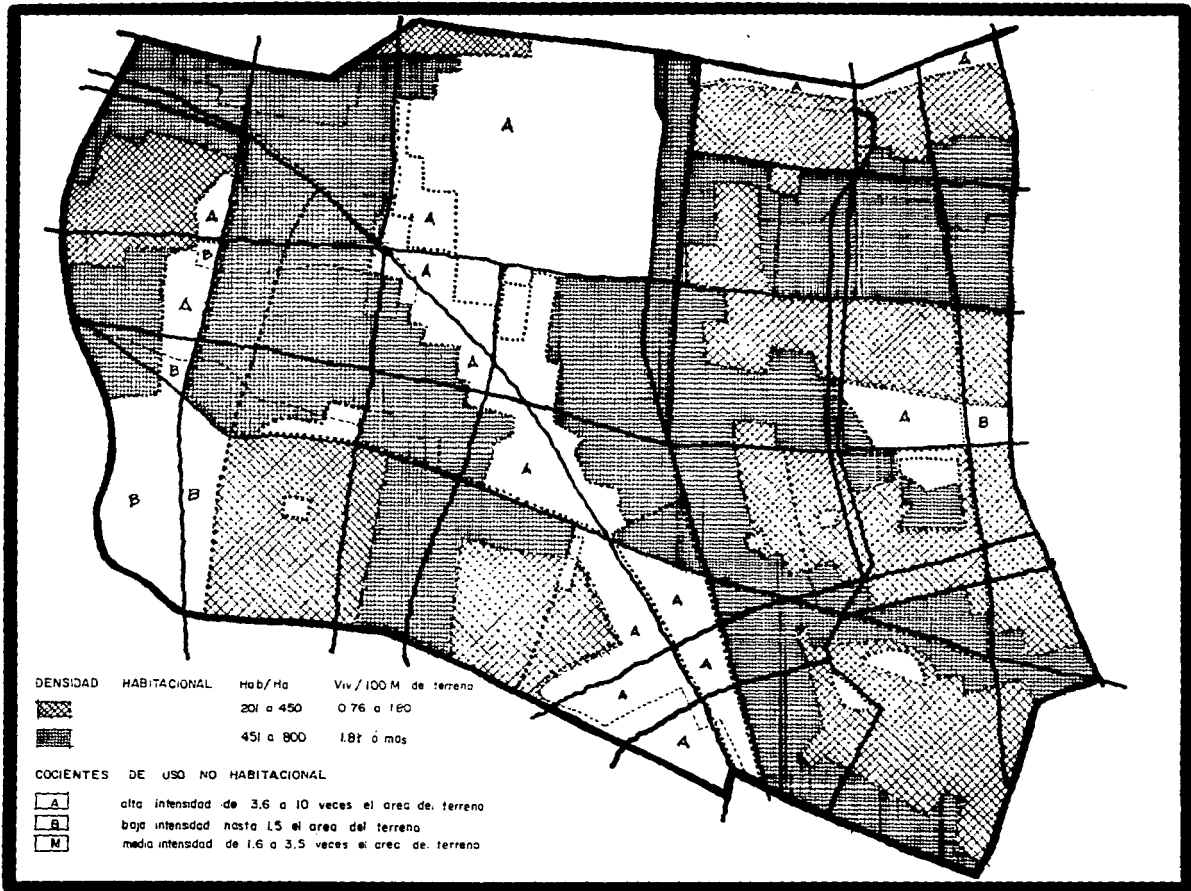 A
A
A
A
A
B
A
A
A
B
A
A
B
B
B
A
A
A
A
A
A
DENSIDAD HABITACIONAL Hab/Ha Viv/100 M de terreno
201 a 450 0.76 a 1.80
451 a 800 1.81 ó mas
COCIENTES DE USO NO HABITACIONAL
A alta intensidad de 3,6 a 10 veces el area del terreno
B baja intensidad hasta 1.5 el area del terreno
M media intensidad de 1.6 a 3,5 veces el area del terreno